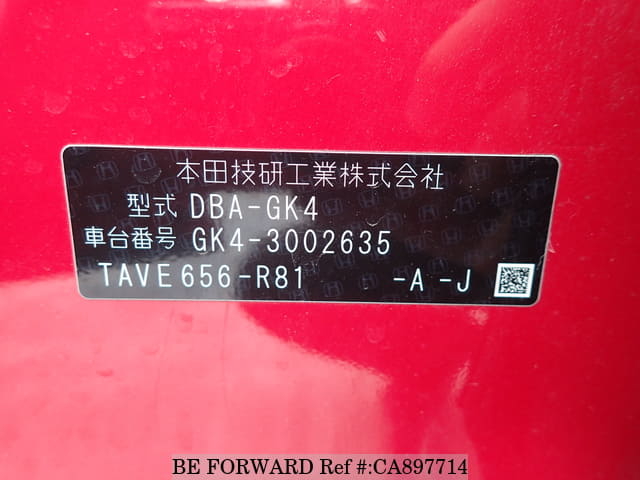 本田技研工業株式会社
型式 DBA-GK4
車台番号 GK4-3002635
TAVE656-R81 -A -J
BE FORWARD Ref #:CA897714